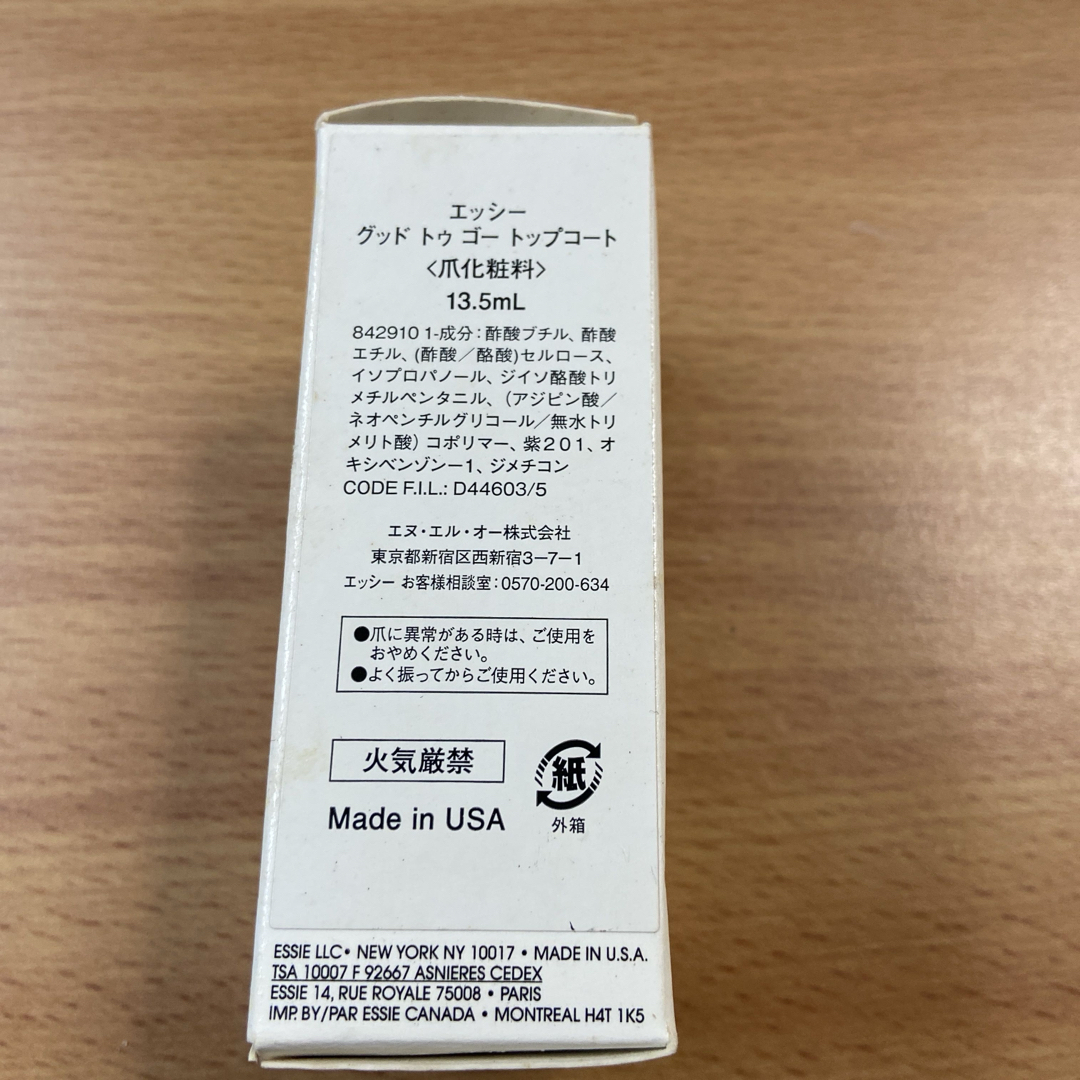 エッシー
グッド トゥ ゴー トップコート
〈爪化粧料〉
13.5mL
842910 1-成分：酢酸ブチル、酢酸
エチル、(酢酸／酪酸)セルロース、
イソプロパノール、ジイソ酪酸トリ
メチルペンタニル、（アジピン酸／
ネオペンチルグリコール／無水トリ
メリト酸）コポリマー、紫201、オ
キシベンゾン－1、ジメチコン
CODE F.I.L.: D44603/5
エヌ・エル・オー株式会社
東京都新宿区西新宿3－7－1
エッシー お客様相談室：0570-200-634
●爪に異常がある時は、ご使用を
おやめください。
●よく振ってからご使用ください。
火気厳禁
紙
Made in USA
外箱
ESSIE LLC• NEW YORK NY 10017 • MADE IN U.S.A.
TSA 10007 F 92667 ASNIERES CEDEX
ESSIE 14, RUE ROYALE 75008 • PARIS
IMP. BY/PAR ESSIE CANADA • MONTREAL H4T 1K5